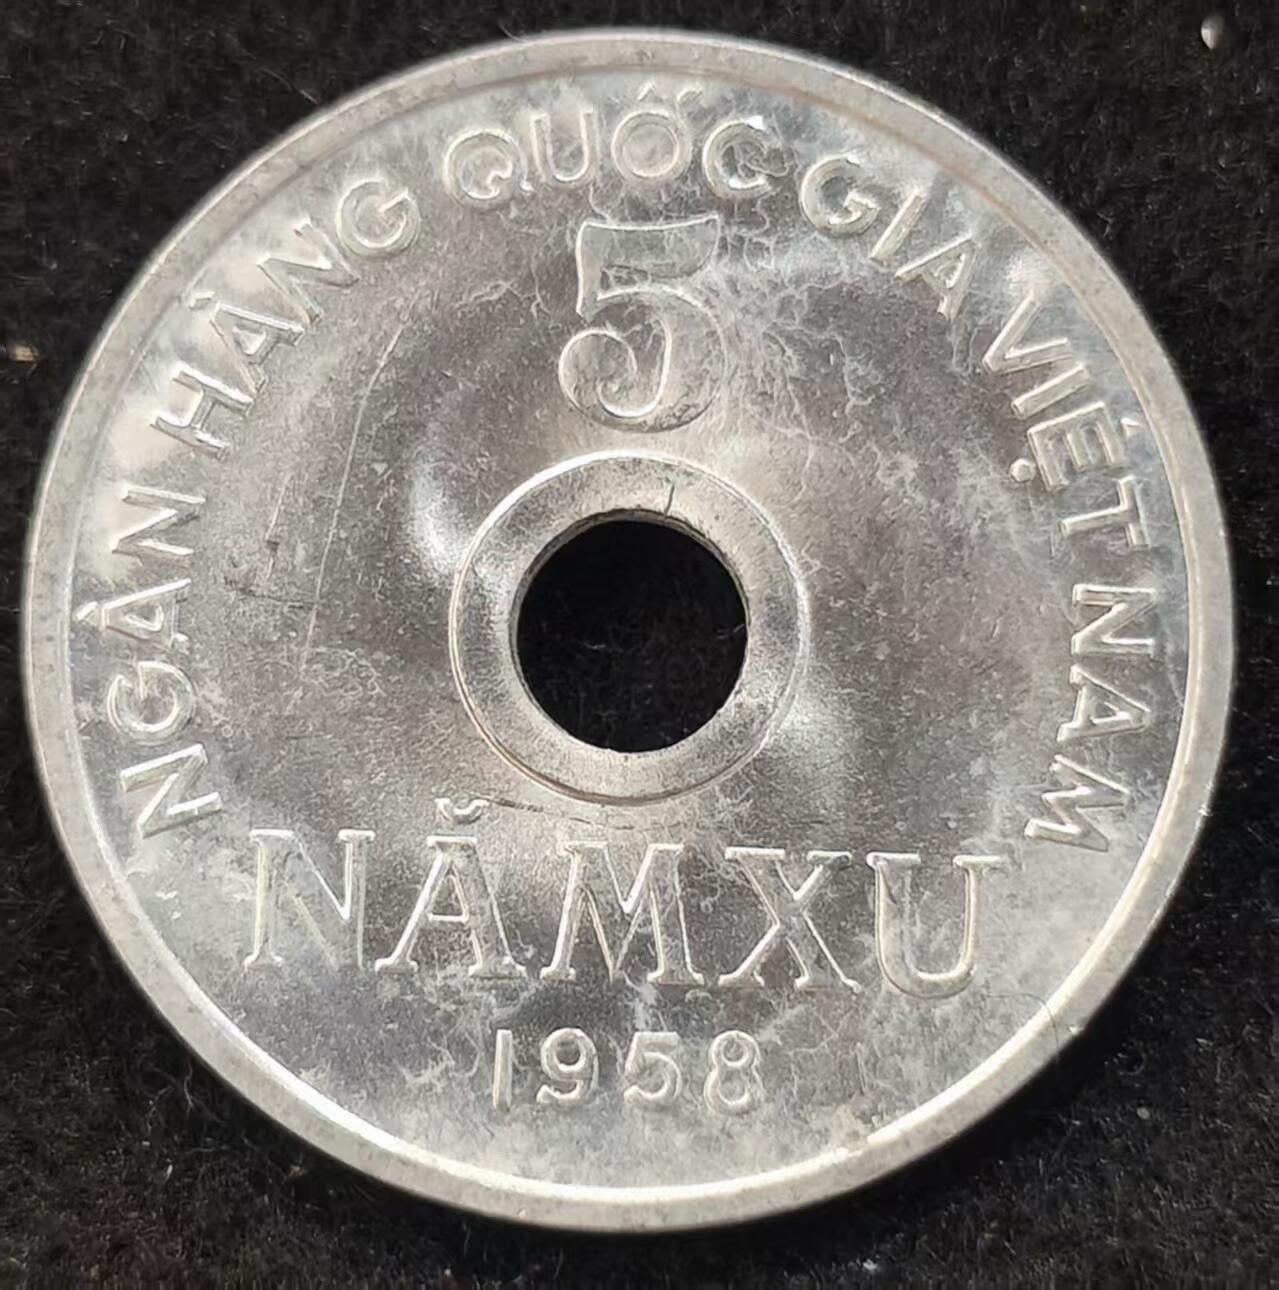 NGÂN HÀNG QUỐC GIA VIỆT NAM
5
NĂM XU
1958